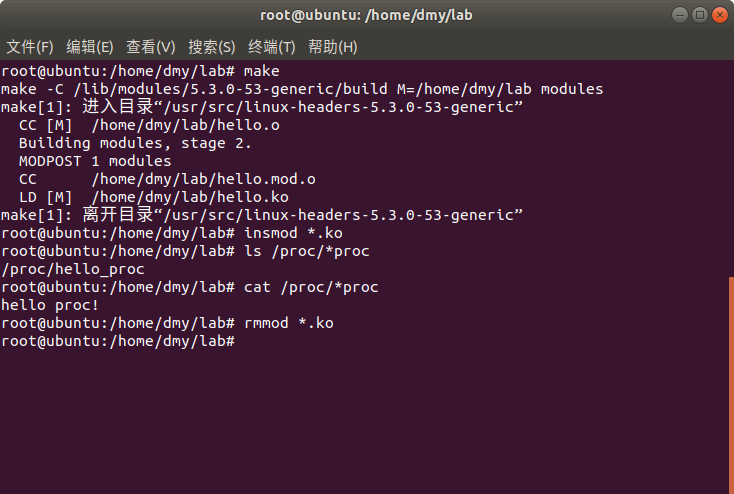 root@ubuntu: /home/dmy/lab
文件(F) 编辑(E) 查看(V) 搜索(S) 终端(T) 帮助(H)
root@ubuntu:/home/dmy/lab# make
make -C /lib/modules/5.3.0-53-generic/build M=/home/dmy/lab modules
make[1]: 进入目录“/usr/src/linux-headers-5.3.0-53-generic”
  CC [M]  /home/dmy/lab/hello.o
  Building modules, stage 2.
  MODPOST 1 modules
  CC      /home/dmy/lab/hello.mod.o
  LD [M]  /home/dmy/lab/hello.ko
make[1]: 离开目录“/usr/src/linux-headers-5.3.0-53-generic”
root@ubuntu:/home/dmy/lab# insmod *.ko
root@ubuntu:/home/dmy/lab# ls /proc/*proc
/proc/hello_proc
root@ubuntu:/home/dmy/lab# cat /proc/*proc
hello proc!
root@ubuntu:/home/dmy/lab# rmmod *.ko
root@ubuntu:/home/dmy/lab#